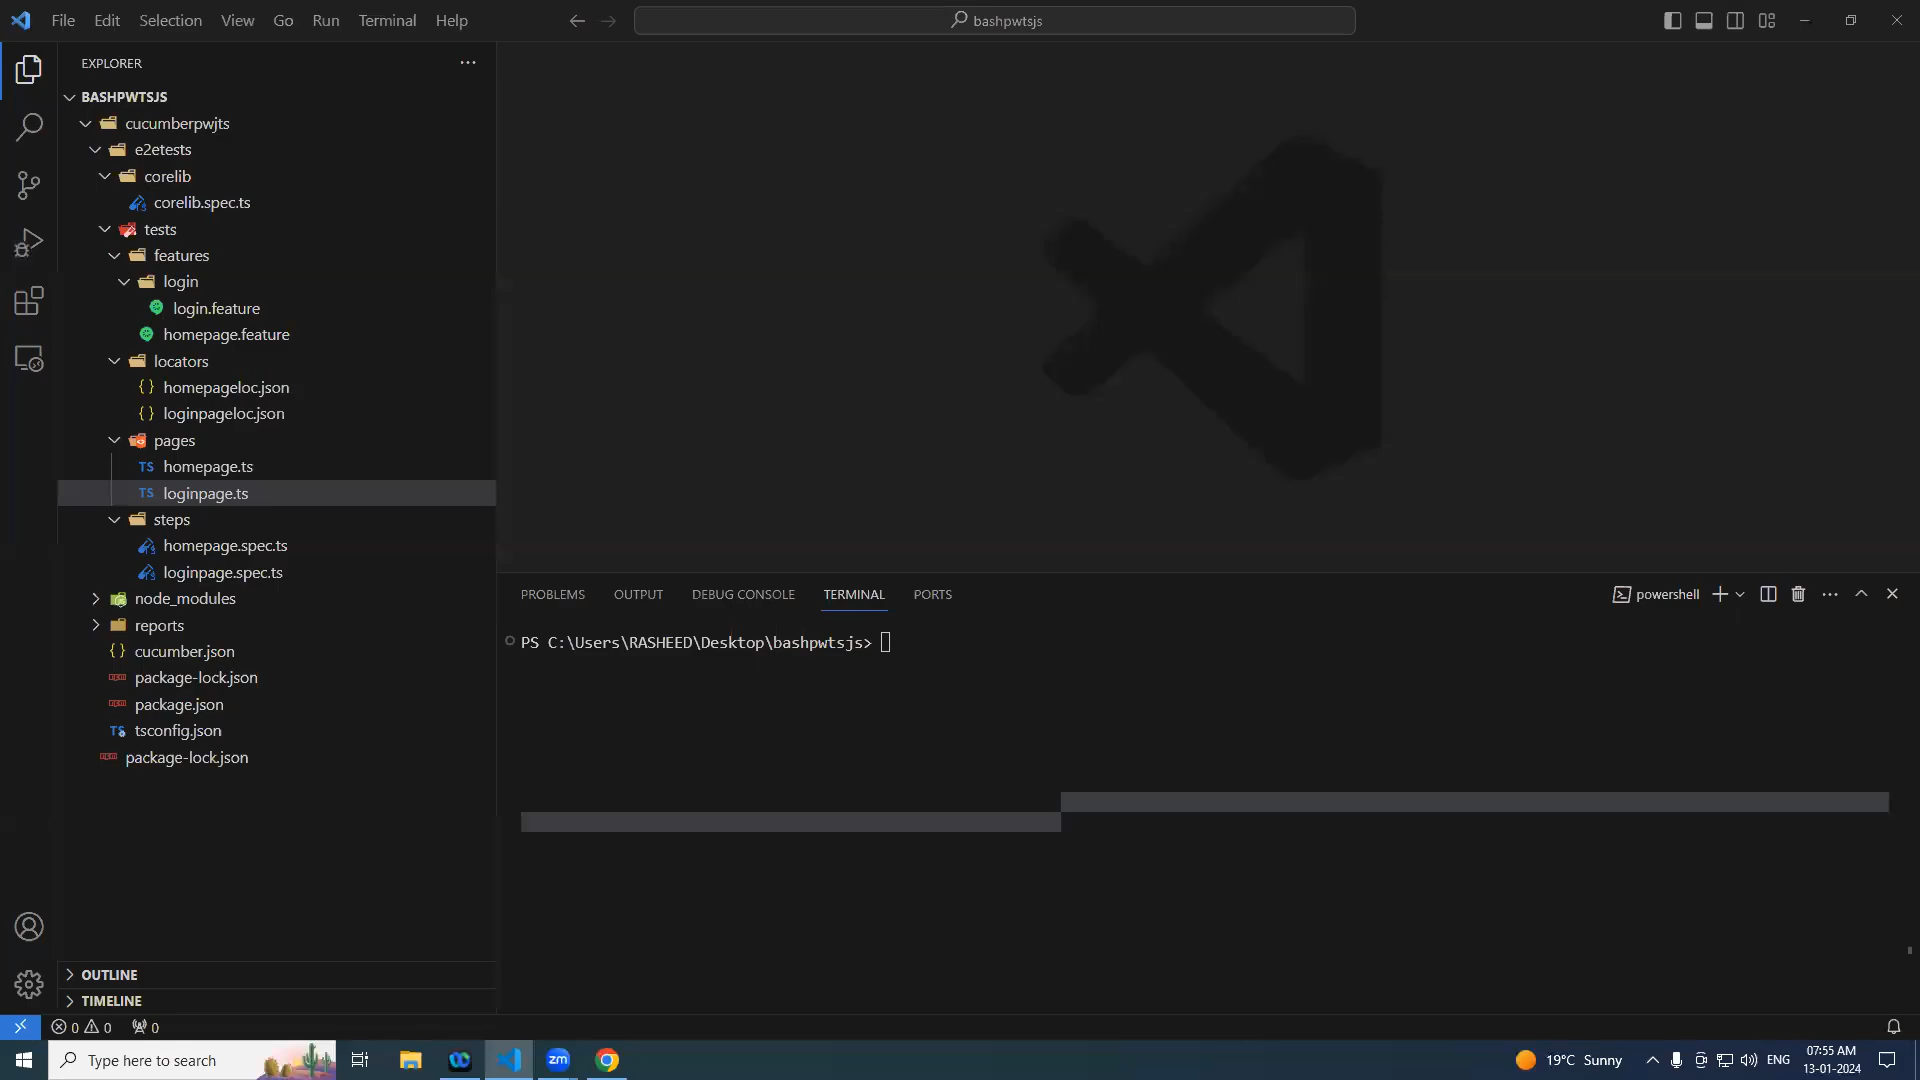 File Edit Selection View Go Run Terminal Help
bashpwtsjs
EXPLORER
BASHPWTSJS
cucumberpwjts
e2etests
corelib
corelib.spec.ts
tests
features
login
login.feature
homepage.feature
locators
{} homepageloc.json
{} loginpageloc.json
pages
TS homepage.ts
TS loginpage.ts
steps
homepage.spec.ts
loginpage.spec.ts
node_modules
reports
{} cucumber.json
package-lock.json
package.json
TS tsconfig.json
package-lock.json
OUTLINE
TIMELINE
PROBLEMS OUTPUT DEBUG CONSOLE TERMINAL PORTS
powershell
PS C:\Users\RASHEED\Desktop\bashpwtsjs>
0 0 0
Type here to search
zm
19°C Sunny
ENG
07:55 AM
13-01-2024